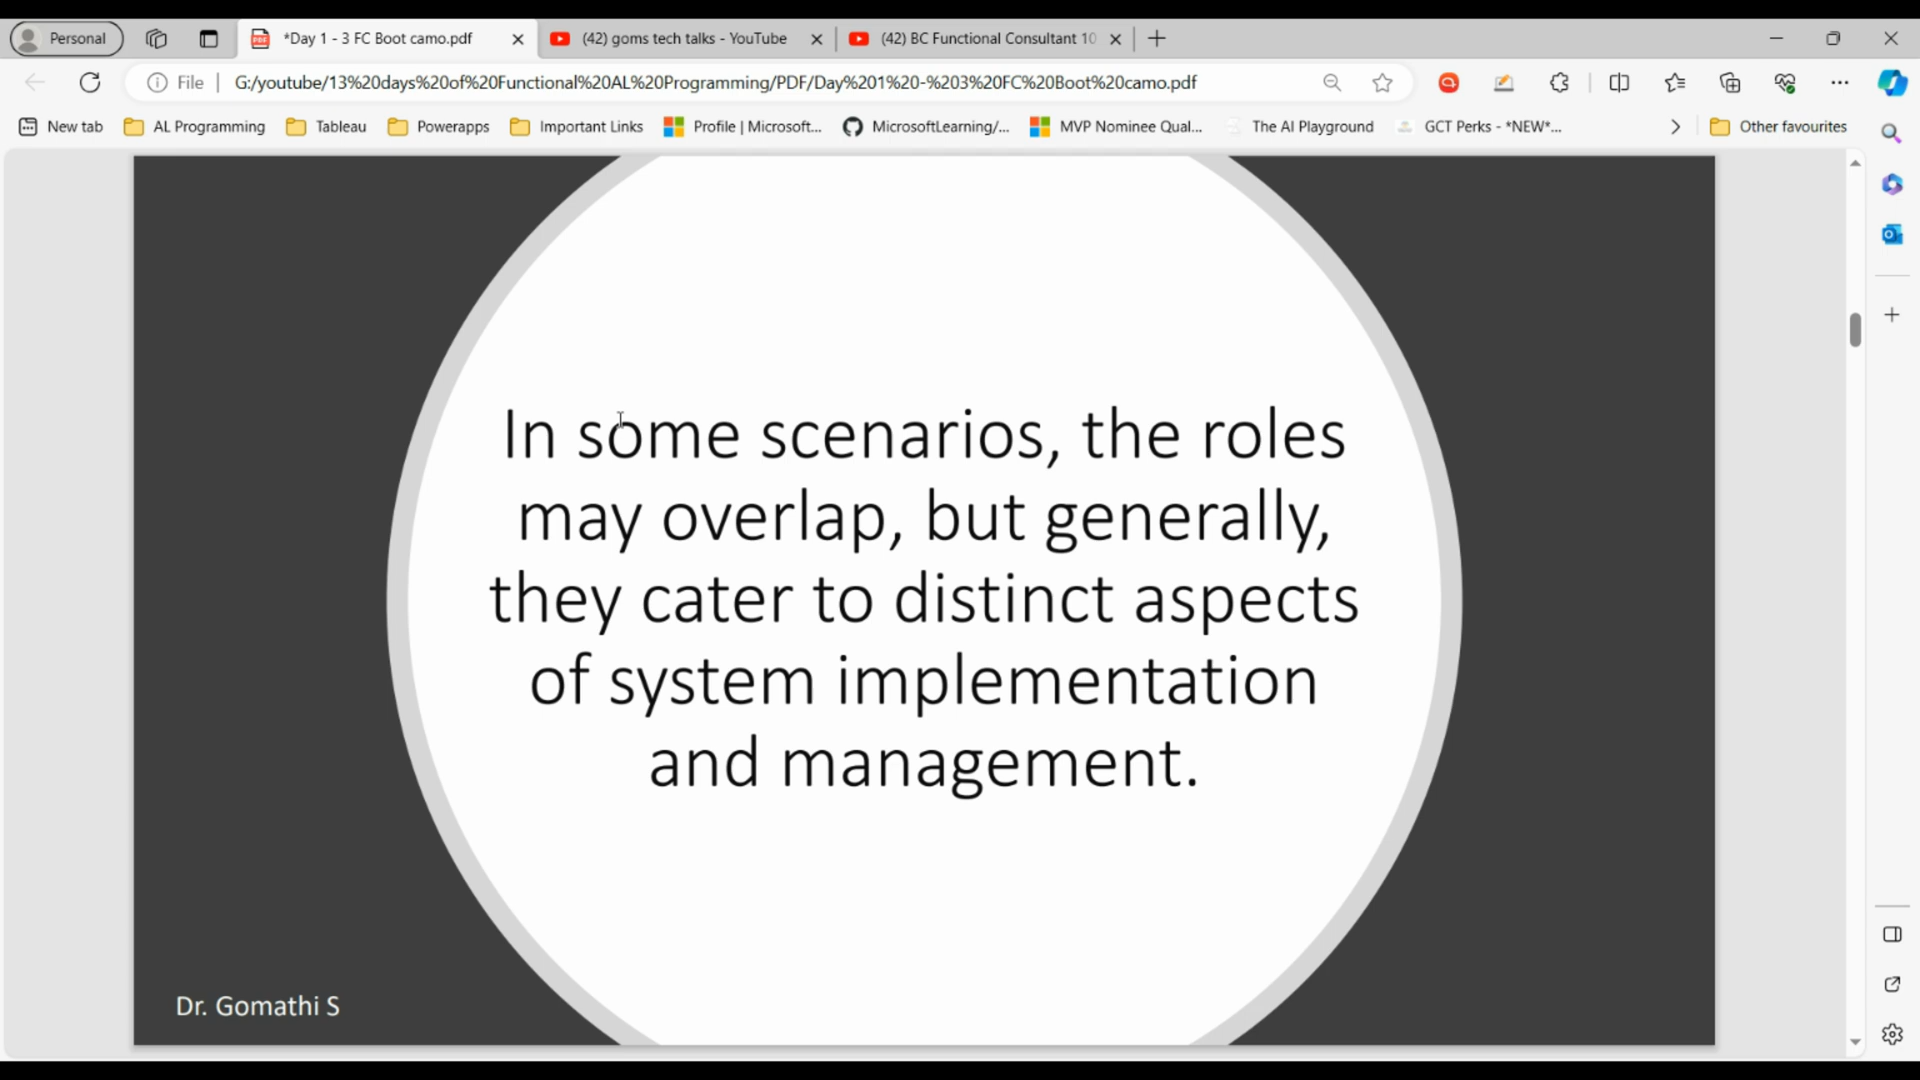 Personal
*Day 1 - 3 FC Boot camo.pdf
(42) goms tech talks - YouTube
(42) BC Functional Consultant 10
File
G:/youtube/13%20days%20of%20Functional%20AL%20Programming/PDF/Day%201%20-%203%20FC%20Boot%20camo.pdf
New tab
AL Programming
Tableau
Powerapps
Important Links
Profile | Microsoft...
MicrosoftLearning/...
MVP Nominee Qual...
The AI Playground
GCT Perks - *NEW*...
Other favourites
In some scenarios, the roles
may overlap, but generally,
they cater to distinct aspects
of system implementation
and management.
Dr. Gomathi S